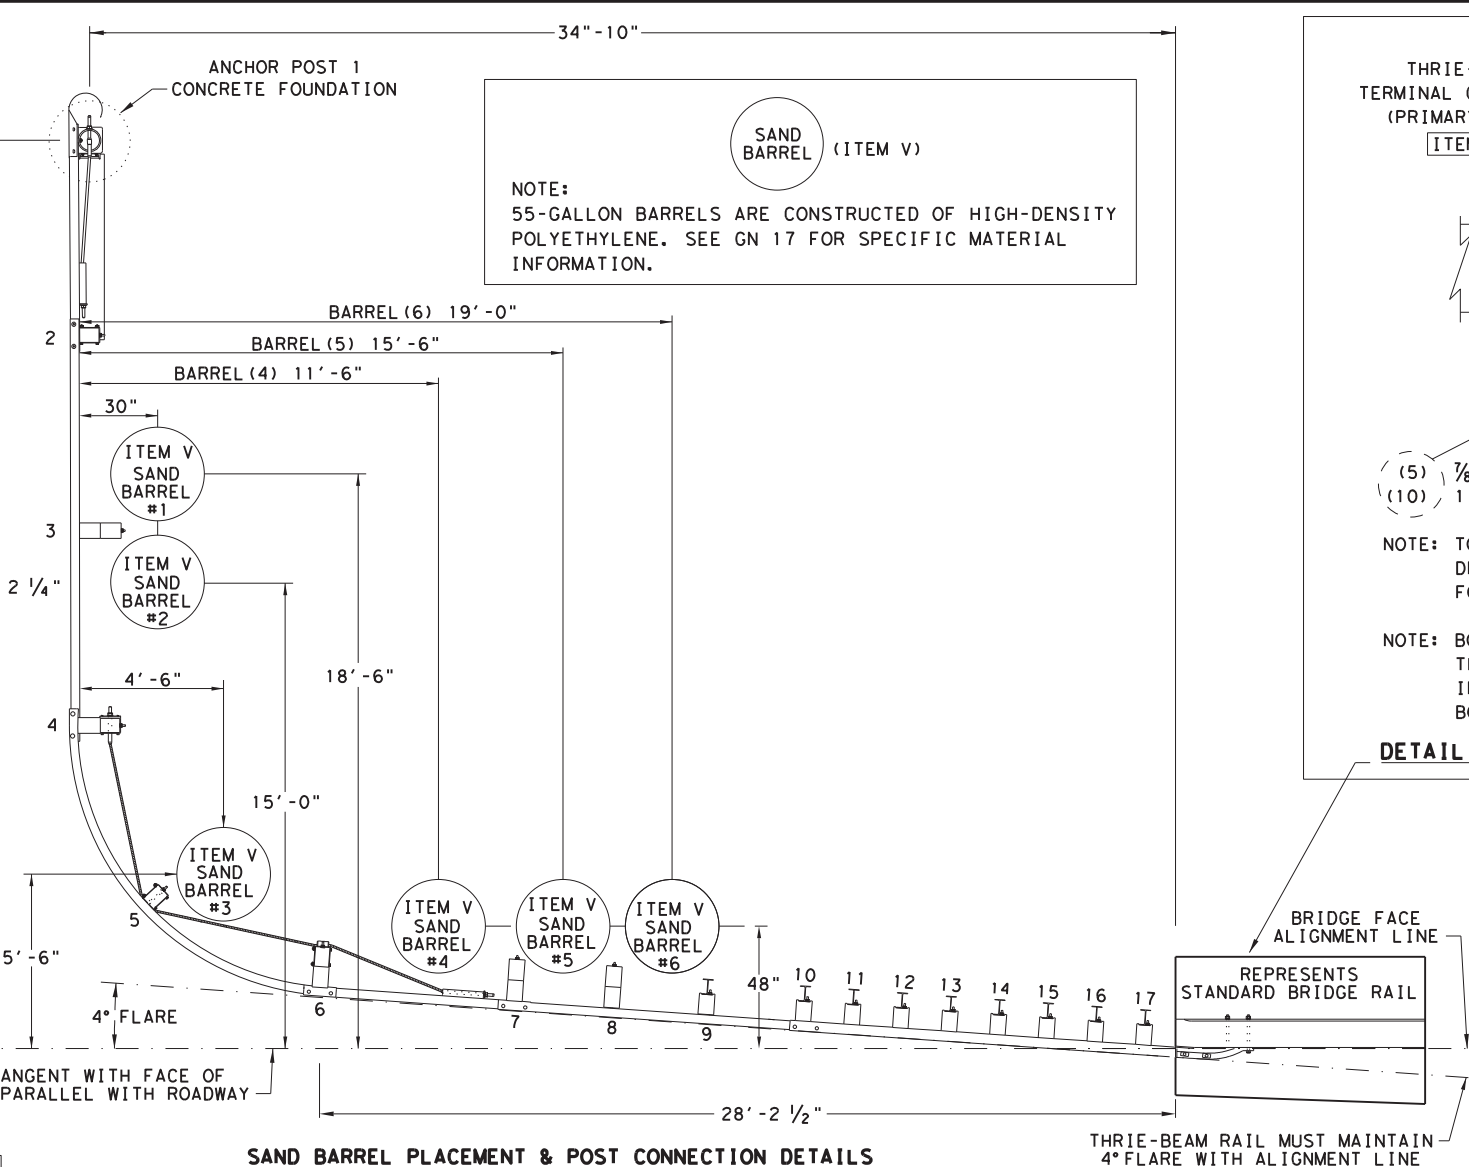 34"-10"
ANCHOR POST 1
CONCRETE FOUNDATION
SAND
BARREL
(ITEM V)
NOTE:
55-GALLON BARRELS ARE CONSTRUCTED OF HIGH-DENSITY
POLYETHYLENE. SEE GN 17 FOR SPECIFIC MATERIAL
INFORMATION.
2
BARREL(6) 19'-0"
BARREL(5) 15'-6"
BARREL(4) 11'-6"
30"
ITEM V
SAND
BARREL
#1
3
ITEM V
SAND
BARREL
#2
2 1/4"
18'-6"
4'-6"
4
15'-0"
ITEM V
SAND
BARREL
#3
5
ITEM V
SAND
BARREL
#4
ITEM V
SAND
BARREL
#5
ITEM V
SAND
BARREL
#6
5'-6"
48"
4° FLARE
6
7
8
9
10
11
12
13
14
15
16
17
ANGENT WITH FACE OF
PARALLEL WITH ROADWAY
28'-2 1/2"
SAND BARREL PLACEMENT & POST CONNECTION DETAILS
THRIE-
TERMINAL (
(PRIMAR
ITE
(5) 7/8
(10) 1
NOTE: TO
F
NOTE: BO
T
I
B
DETAIL
BRIDGE FACE
ALIGNMENT LINE
REPRESENTS
STANDARD BRIDGE RAIL
THRIE-BEAM RAIL MUST MAINTAIN
4° FLARE WITH ALIGNMENT LINE